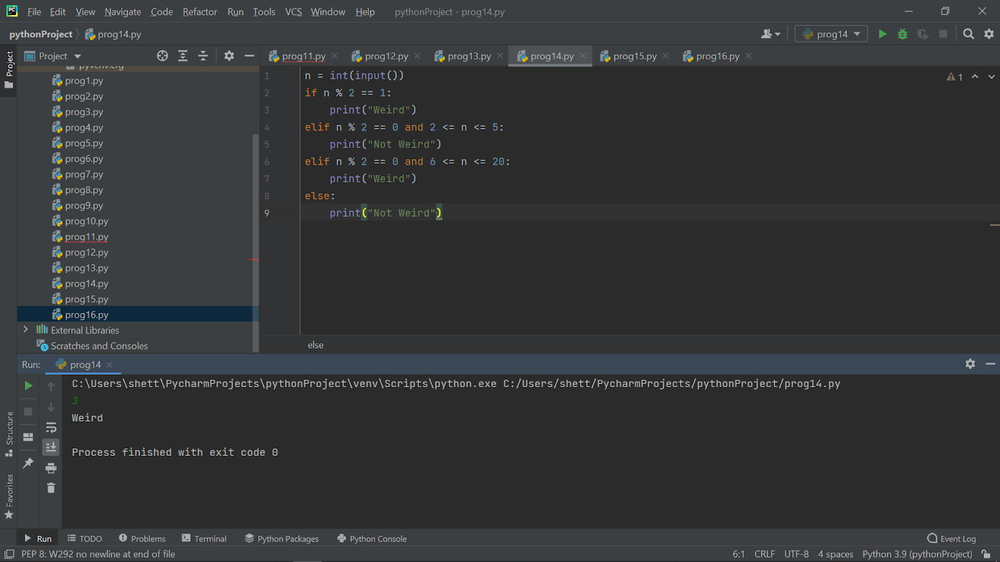 PC File Edit View Navigate Code Refactor Run Tools VCS Window Help pythonProject - prog14.py
pythonProject prog14.py prog14
Project
Project
prog11.py prog12.py prog13.py prog14.py prog15.py prog16.py
pyvenv.cfg
prog1.py
prog2.py
prog3.py
prog4.py
prog5.py
prog6.py
prog7.py
prog8.py
prog9.py
prog10.py
prog11.py
prog12.py
prog13.py
prog14.py
prog15.py
prog16.py
External Libraries
Scratches and Consoles
1 n = int(input())
2 if n % 2 == 1:
3 print("Weird")
4 elif n % 2 == 0 and 2 <= n <= 5:
5 print("Not Weird")
6 elif n % 2 == 0 and 6 <= n <= 20:
7 print("Weird")
8 else:
9 print("Not Weird")
1
else
Run: prog14
C:\Users\shett\PycharmProjects\pythonProject\venv\Scripts\python.exe C:/Users/shett/PycharmProjects/pythonProject/prog14.py
3
Weird
Process finished with exit code 0
Structure
Favorites
Run TODO Problems Terminal Python Packages Python Console Event Log
PEP 8: W292 no newline at end of file 6:1 CRLF UTF-8 4 spaces Python 3.9 (pythonProject)